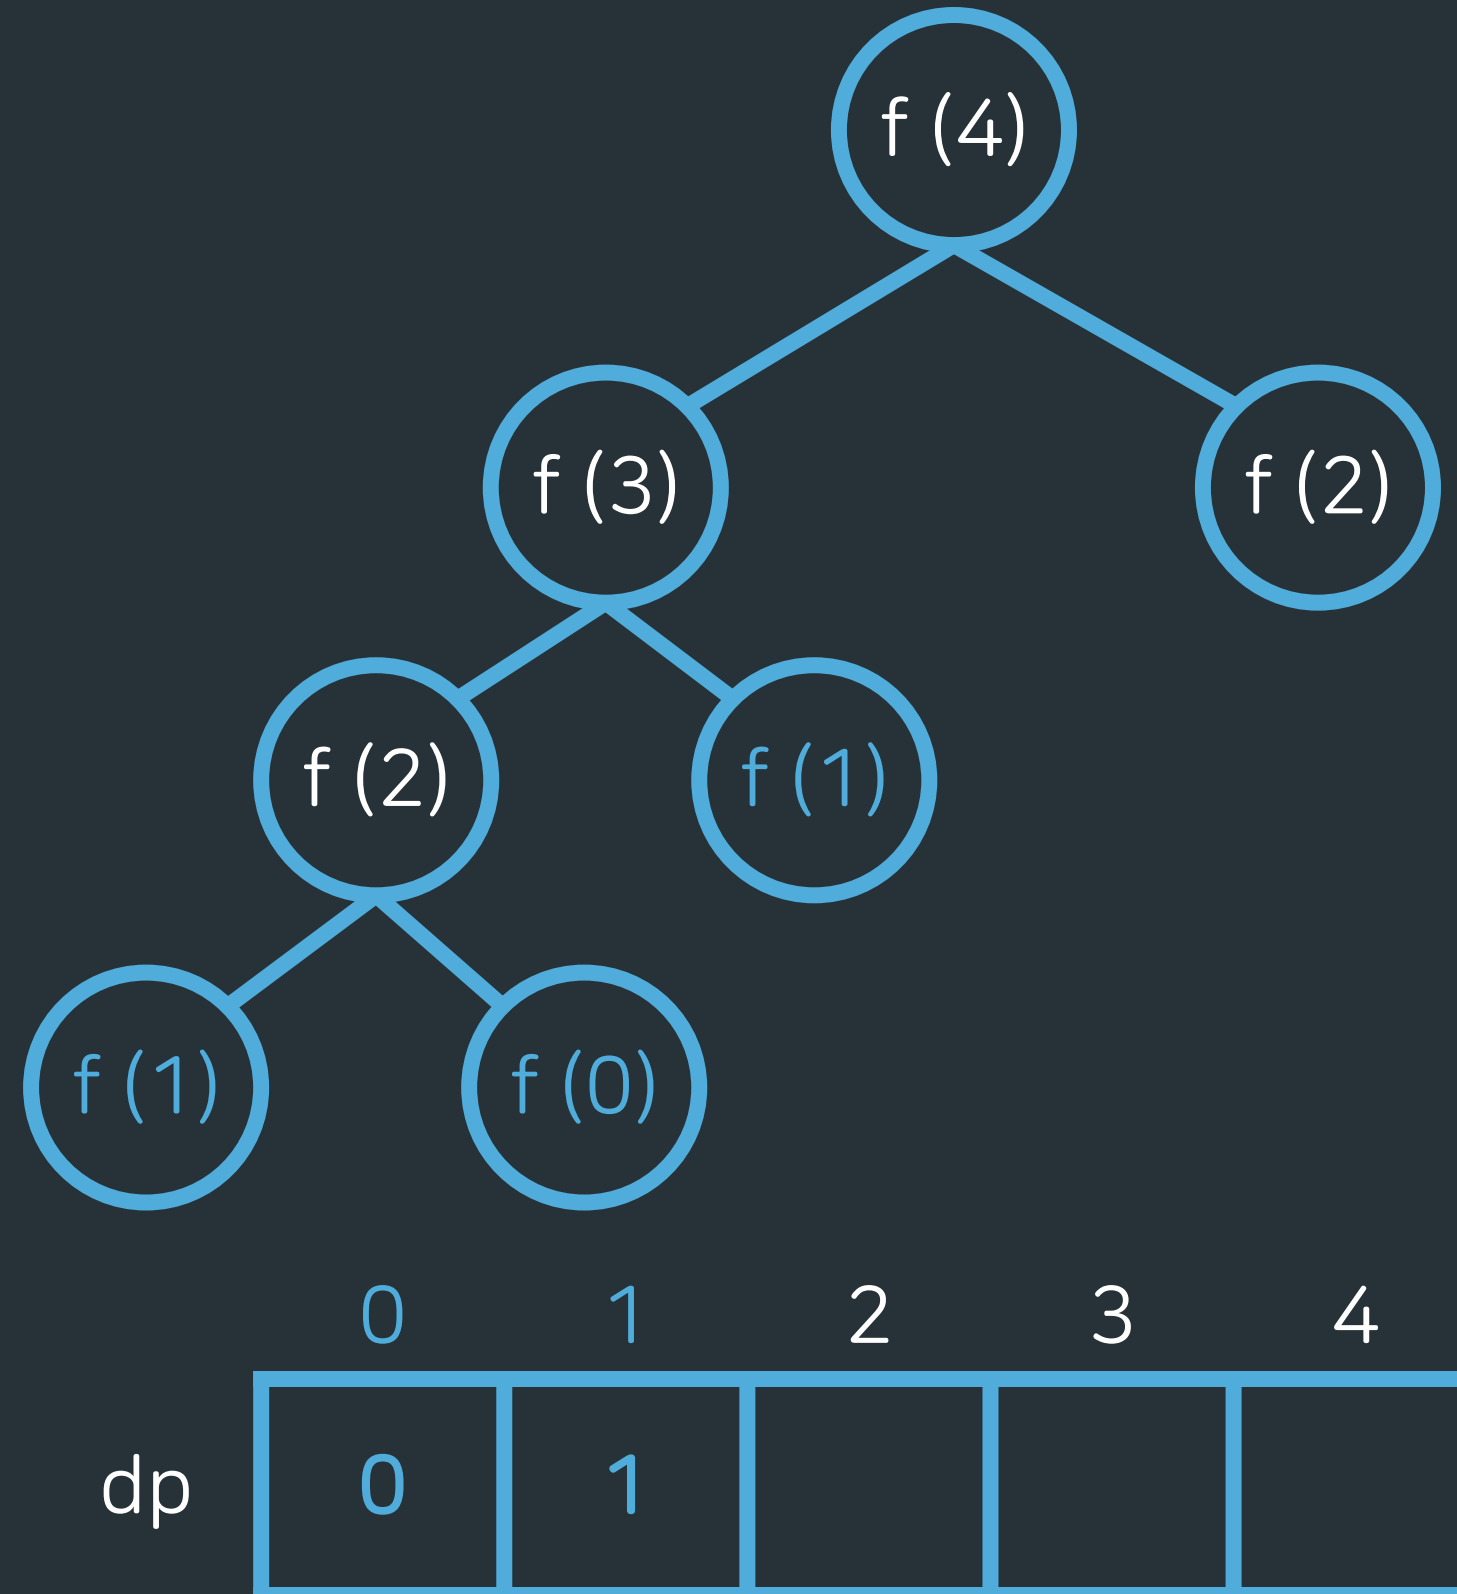 f (4)
f (3) f (2)
f (2) f (1)
f (1) f (0)
0 1 2 3 4
dp 0 1